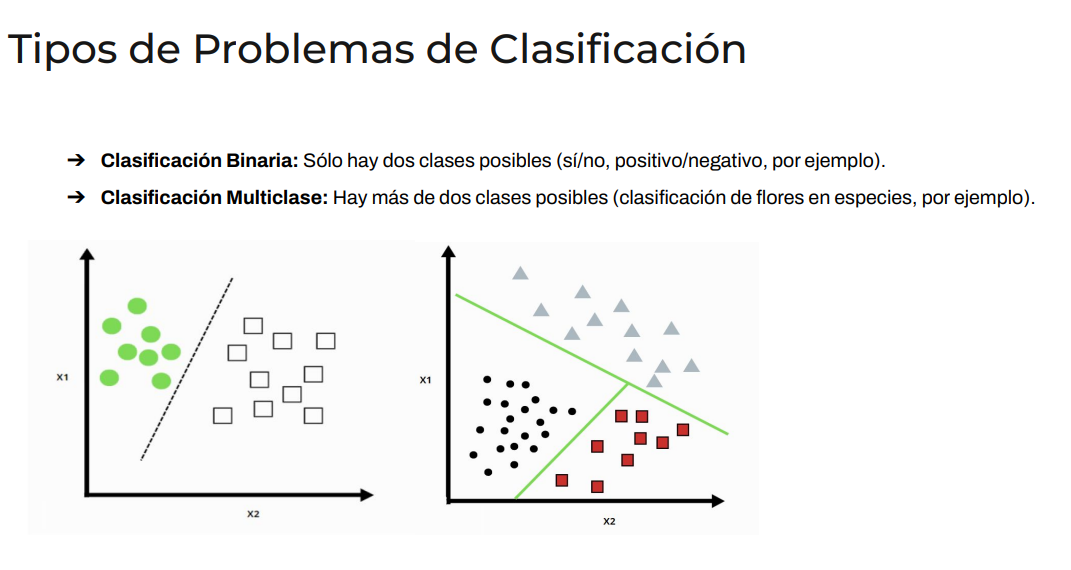 Tipos de Problemas de Clasificación
➔ Clasificación Binaria: Sólo hay dos clases posibles (sí/no, positivo/negativo, por ejemplo).
➔ Clasificación Multiclase: Hay más de dos clases posibles (clasificación de flores en especies, por ejemplo).
X1
X2
X1
X2